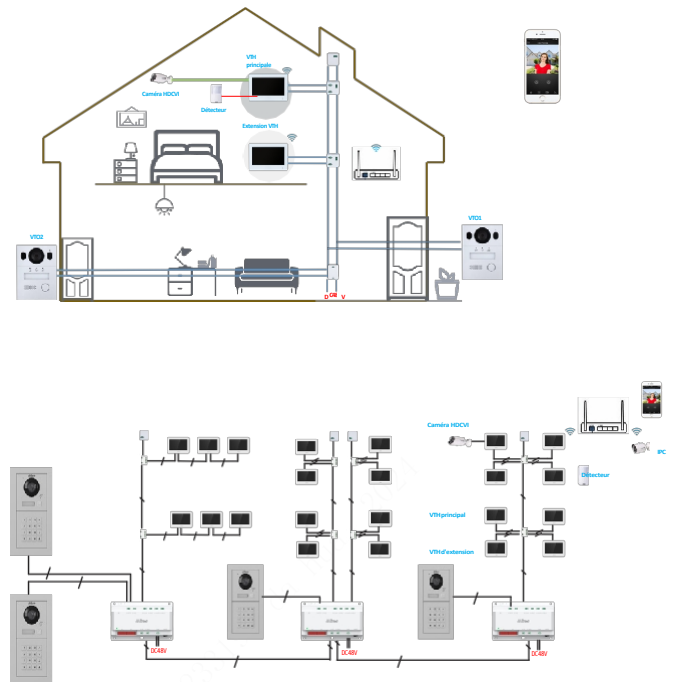 VTH
principale
Caméra HDCVI
Détecteur
Extension VTH
VTO2
VTO1
D GND V
Caméra HDCVI
IPC
Détecteur
VTH principal
VTH d'extension
DC48V
DC48V
DC48V